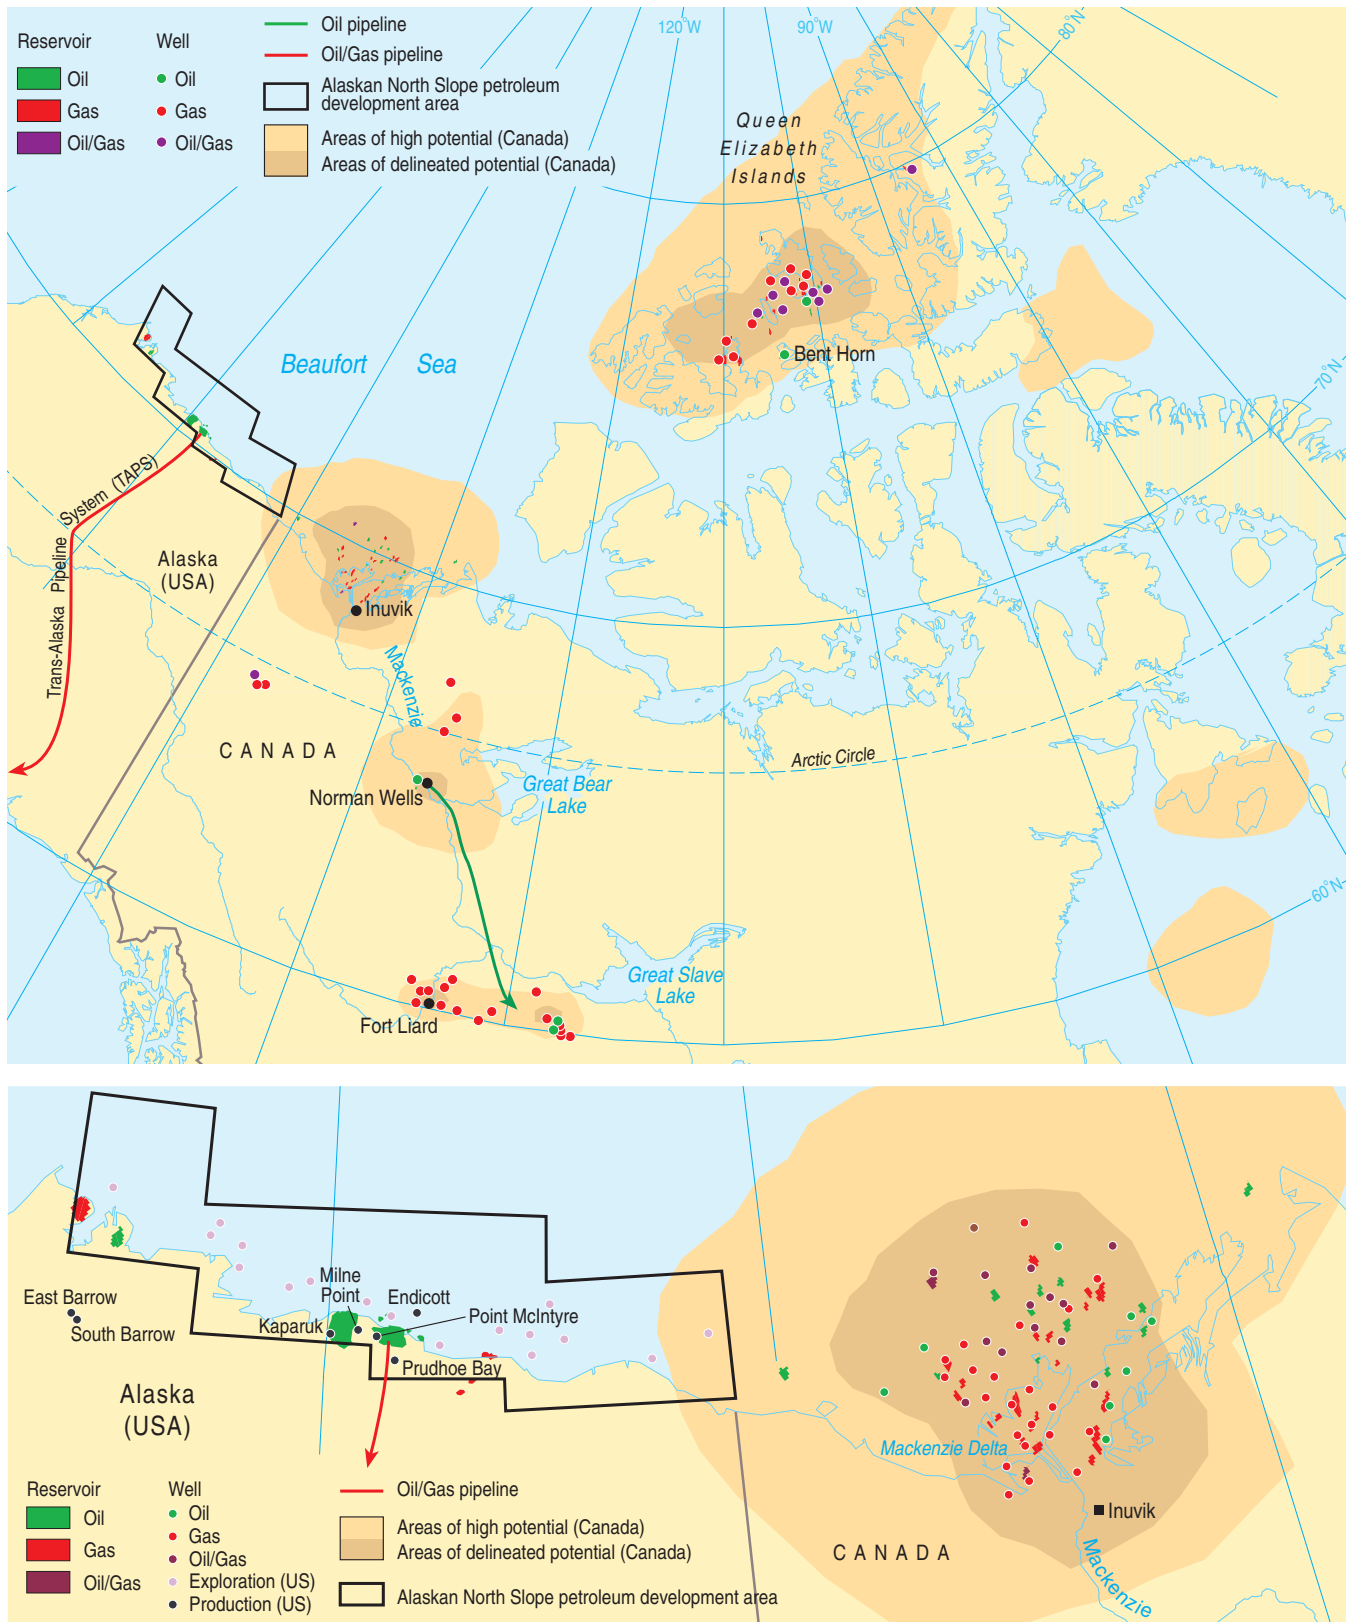 Reservoir
Well
Oil
Oil
Gas
Gas
Oil/Gas
Oil/Gas
Oil pipeline
Oil/Gas pipeline
Alaskan North Slope petroleum
development area
Areas of high potential (Canada)
Areas of delineated potential (Canada)
120°W
90°W
80°N
Queen
Elizabeth
Islands
Beaufort Sea
Bent Horn
70°N
Trans-Alaska Pipeline System (TAPS)
Alaska
(USA)
Inuvik
Mackenzie
CANADA
Arctic Circle
Norman Wells
Great Bear
Lake
60°N
Great Slave
Lake
Fort Liard
East Barrow
South Barrow
Milne
Point
Endicott
Kaparuk
Point McIntyre
Prudhoe Bay
Alaska
(USA)
Mackenzie Delta
Inuvik
CANADA
Mackenzie
Reservoir
Well
Oil
Oil
Gas
Gas
Oil/Gas
Oil/Gas
Exploration (US)
Production (US)
Oil/Gas pipeline
Areas of high potential (Canada)
Areas of delineated potential (Canada)
Alaskan North Slope petroleum development area